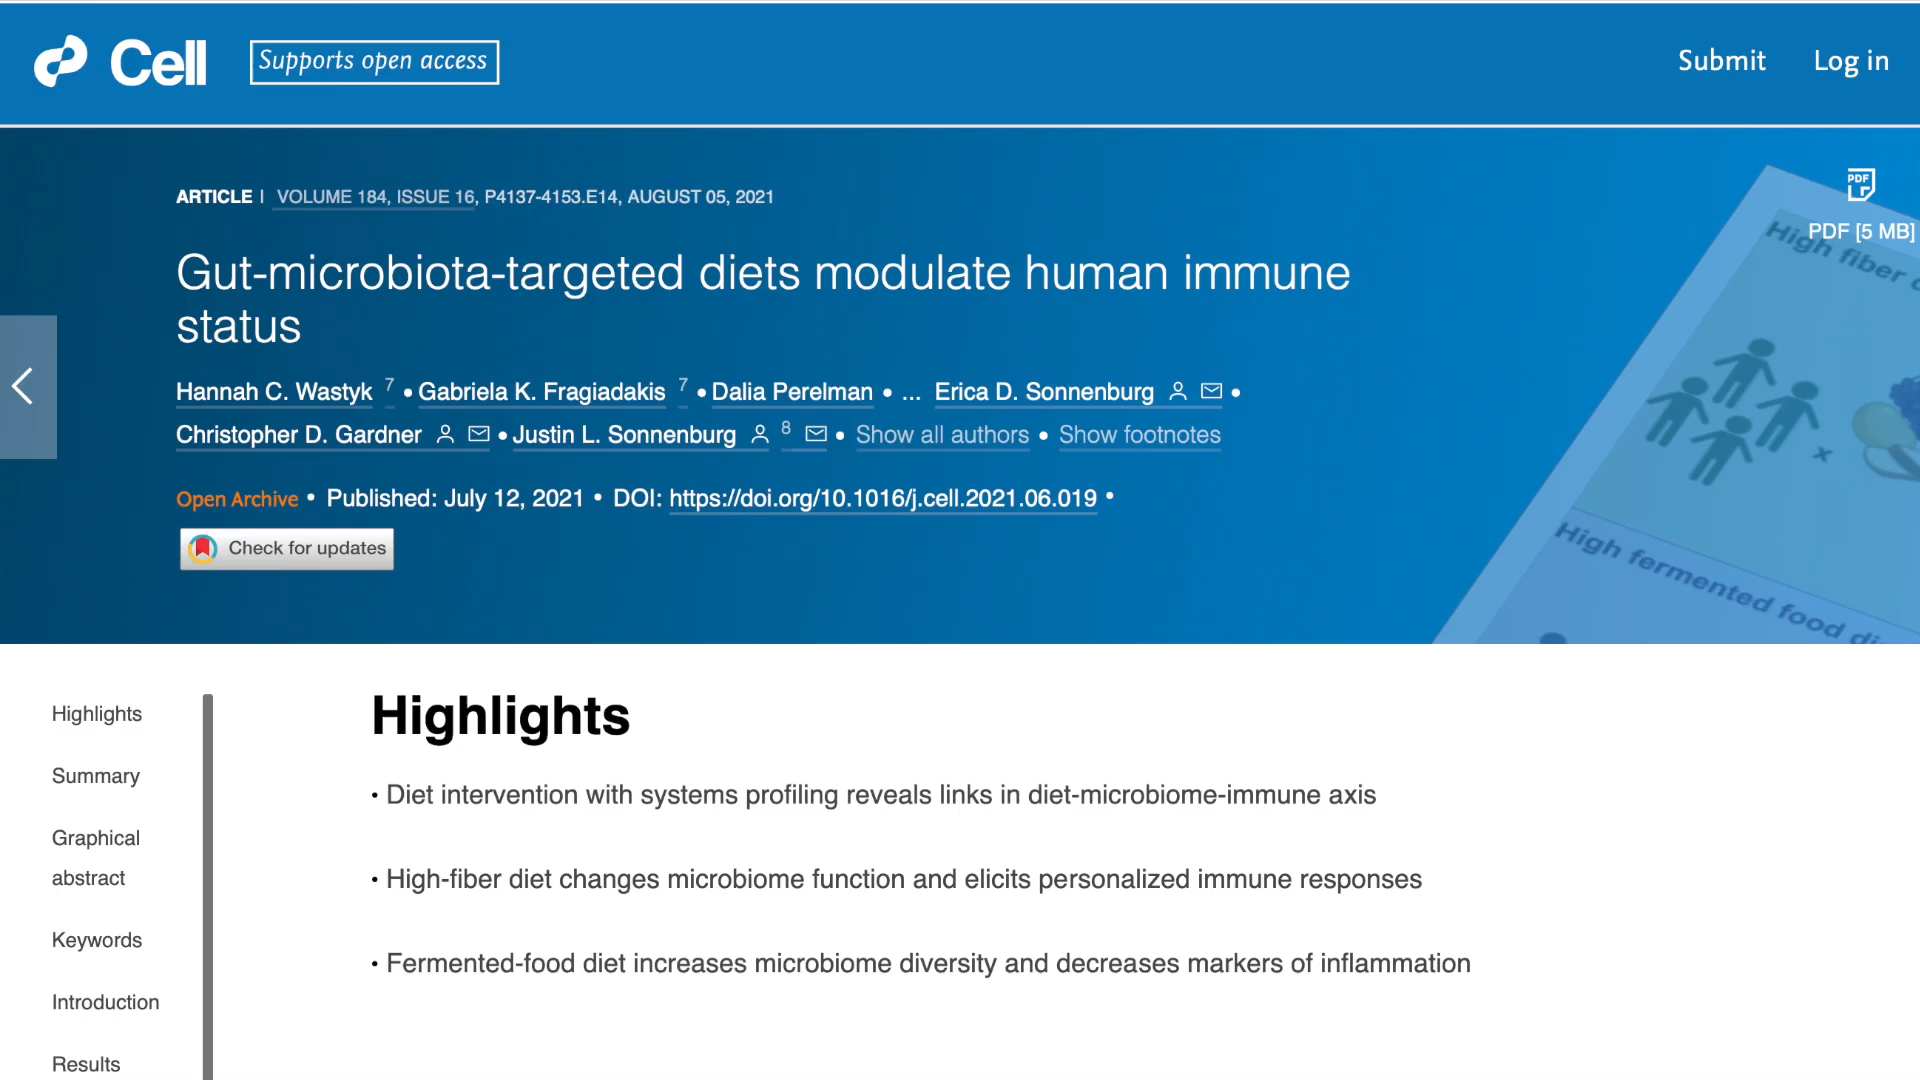 Cell
Supports open access
Submit
Log in
ARTICLE | VOLUME 184, ISSUE 16, P4137-4153.E14, AUGUST 05, 2021
PDF
PDF [5 MB]
Gut-microbiota-targeted diets modulate human immune
status
Hannah C. Wastyk 7 • Gabriela K. Fragiadakis 7 • Dalia Perelman • ... Erica D. Sonnenburg •
Christopher D. Gardner • Justin L. Sonnenburg 8 • Show all authors • Show footnotes
Open Archive • Published: July 12, 2021 • DOI: https://doi.org/10.1016/j.cell.2021.06.019 •
Check for updates
High fiber
x
High fermented food
Highlights
Summary
Graphical
abstract
Keywords
Introduction
Results
Highlights
• Diet intervention with systems profiling reveals links in diet-microbiome-immune axis
• High-fiber diet changes microbiome function and elicits personalized immune responses
• Fermented-food diet increases microbiome diversity and decreases markers of inflammation